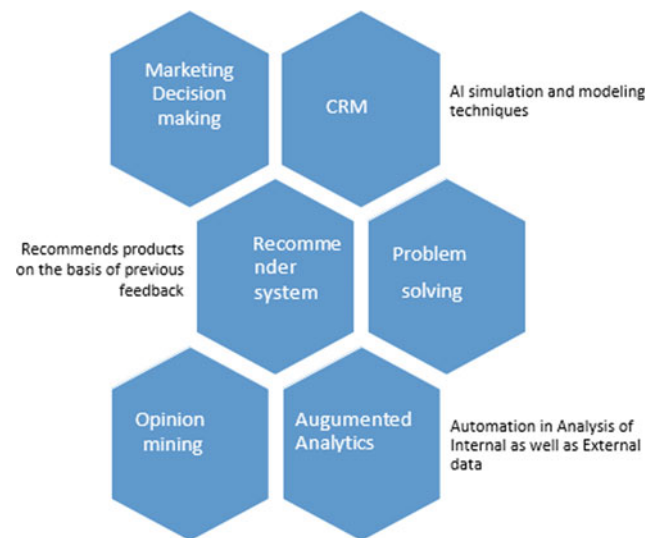 Marketing
Decision
making
CRM
AI simulation and modeling
techniques
Recommends products
on the basis of previous
feedback
Recomme
nder
system
Problem
solving
Opinion
mining
Augumented
Analytics
Automation in Analysis of
Internal as well as External
data